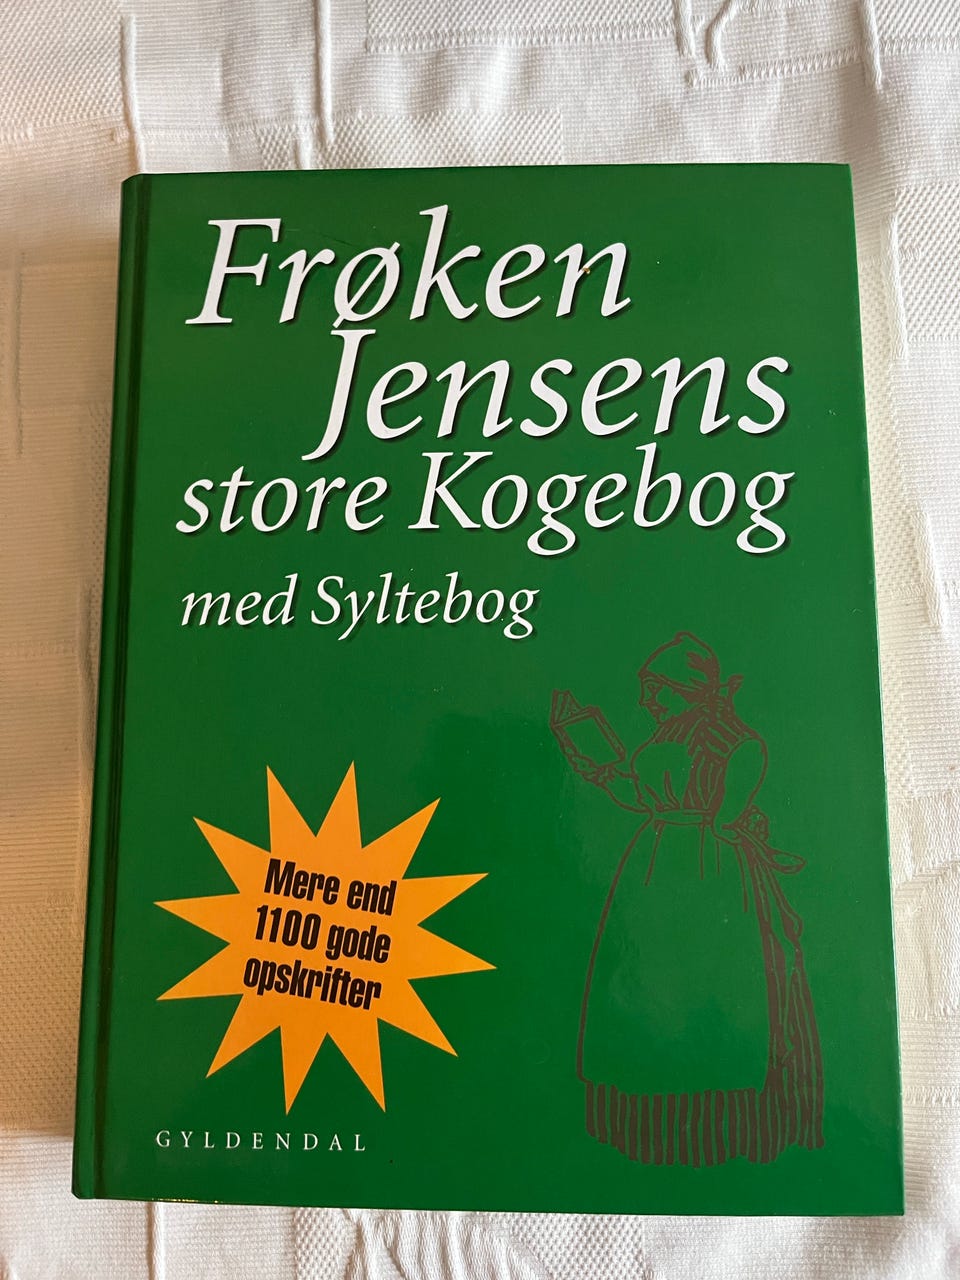 Frøken
Jensens
store Kogebog
med Syltebog
Mere end
1100 gode
opskrifter
GYLDENDAL